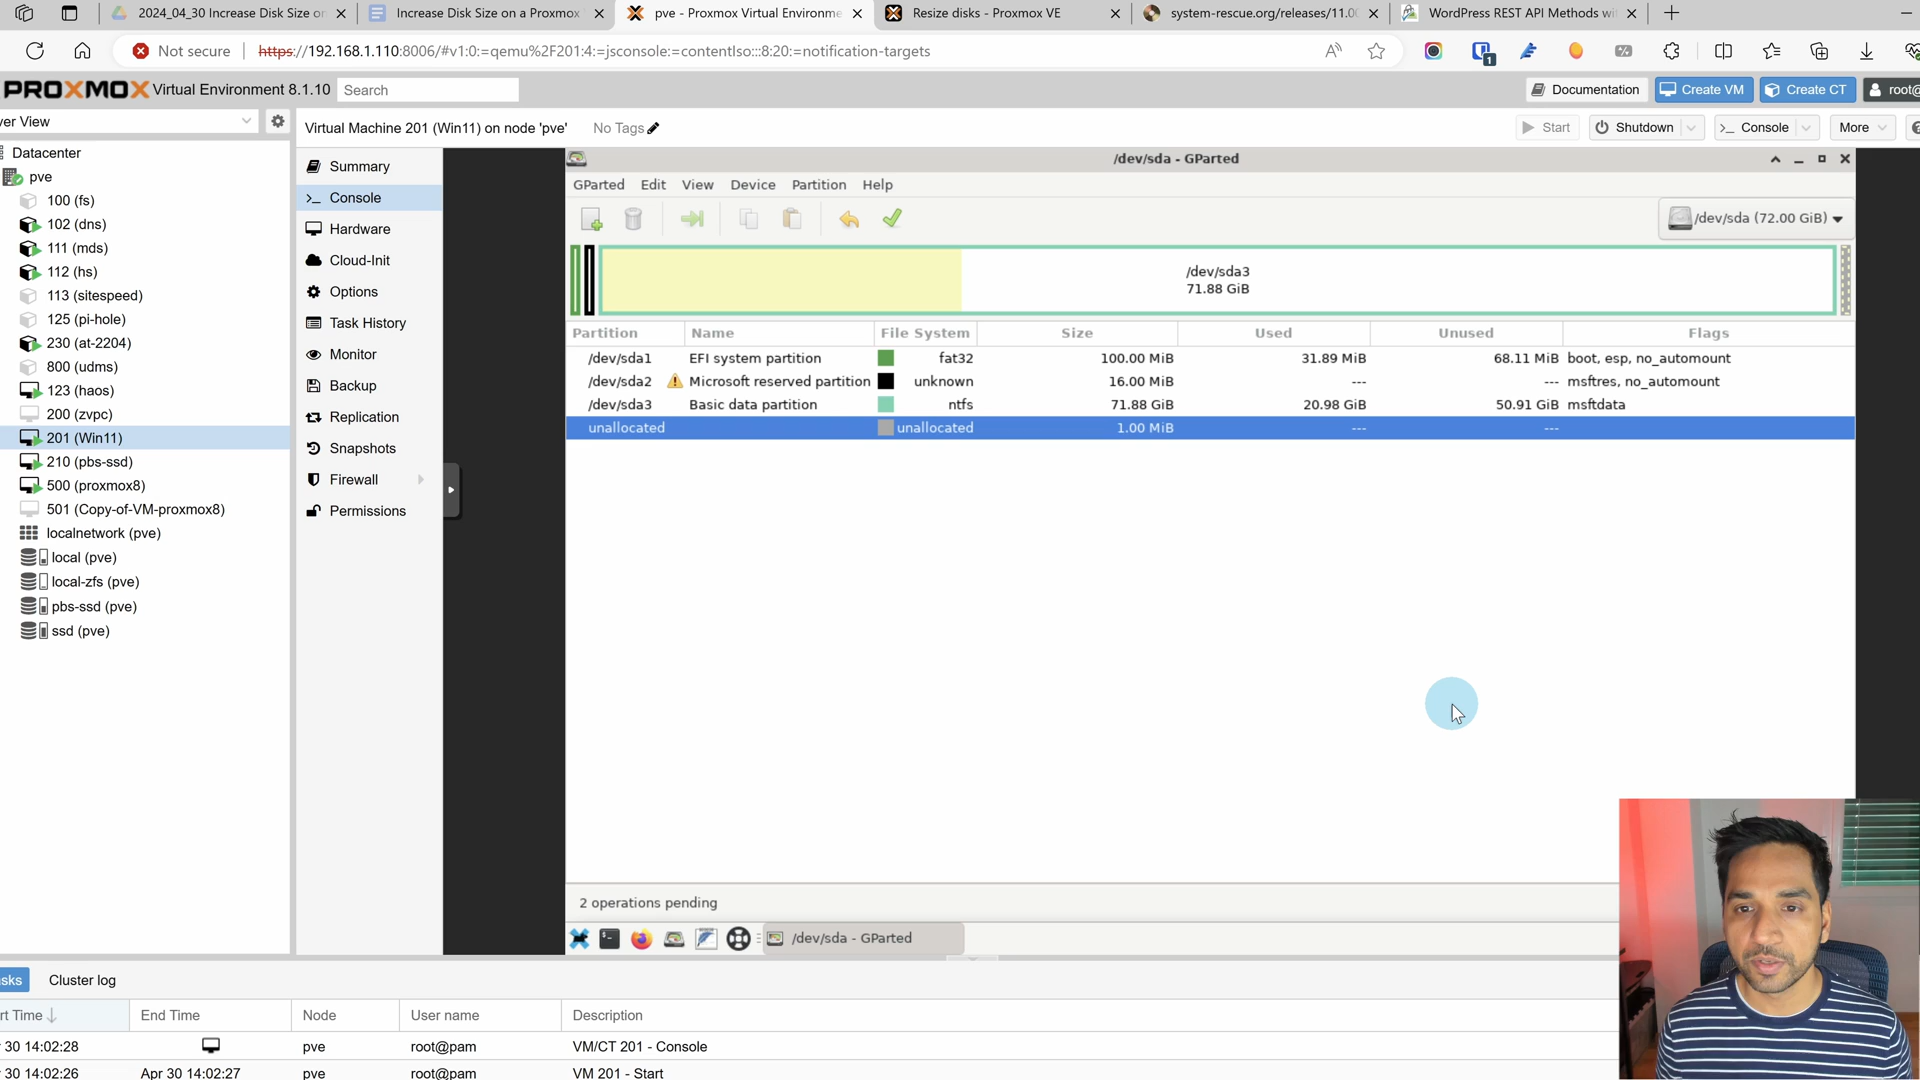 2024_04_30 Increase Disk Size or
Increase Disk Size on a Proxmox
pve - Proxmox Virtual Environme
Resize disks - Proxmox VE
system-rescue.org/releases/11.0
WordPress REST API Methods wi
Not secure
https://192.168.1.110:8006/#v1:0:=qemu%2F201:4:=jsconsole:=contentIso:::8:20:=notification-targets
1
PROXMOX Virtual Environment 8.1.10
Search
Documentation
Create VM
Create CT
root@
ver View
Virtual Machine 201 (Win11) on node 'pve'
No Tags
Start
Shutdown
Console
More
Datacenter
pve
100 (fs)
102 (dns)
111 (mds)
112 (hs)
113 (sitespeed)
125 (pi-hole)
230 (at-2204)
800 (udms)
123 (haos)
200 (zvpc)
201 (Win11)
210 (pbs-ssd)
500 (proxmox8)
501 (Copy-of-VM-proxmox8)
localnetwork (pve)
local (pve)
local-zfs (pve)
pbs-ssd (pve)
ssd (pve)
Summary
Console
Hardware
Cloud-Init
Options
Task History
Monitor
Backup
Replication
Snapshots
Firewall
Permissions
/dev/sda - GParted
GParted Edit View Device Partition Help
/dev/sda (72.00 GiB)
/dev/sda3
71.88 GiB
Partition Name File System Size Used Unused Flags
/dev/sda1 EFI system partition fat32 100.00 MiB 31.89 MiB 68.11 MiB boot, esp, no_automount
/dev/sda2 Microsoft reserved partition unknown 16.00 MiB --- --- msftres, no_automount
/dev/sda3 Basic data partition ntfs 71.88 GiB 20.98 GiB 50.91 GiB msftdata
unallocated unallocated 1.00 MiB --- ---
2 operations pending
/dev/sda - GParted
asks
Cluster log
rt Time End Time Node User name Description
30 14:02:28 pve root@pam VM/CT 201 - Console
30 14:02:26 Apr 30 14:02:27 pve root@pam VM 201 - Start